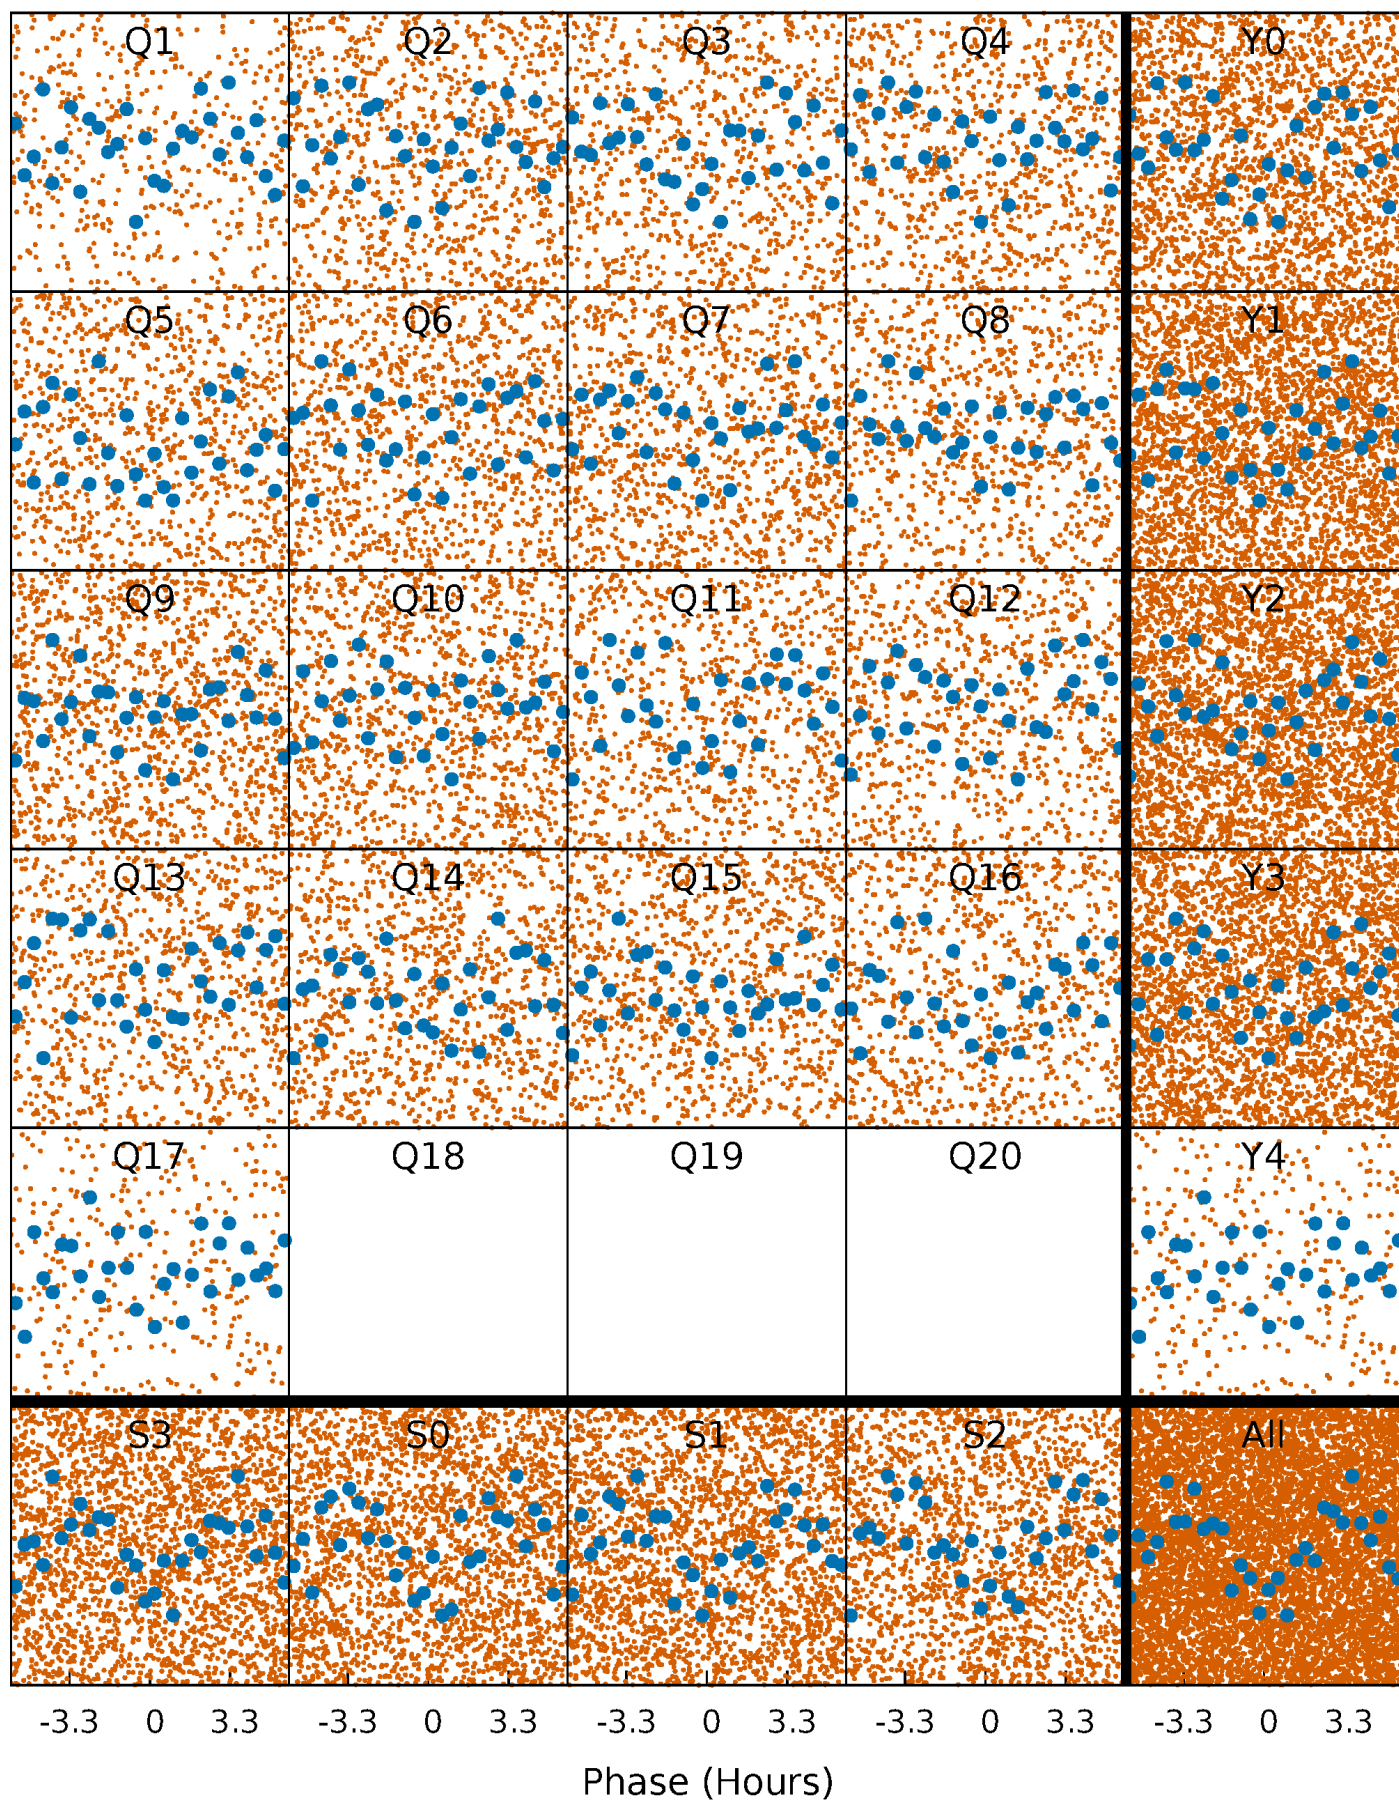 Q1 Q2 Q3 Q4 Y0
Q5 Q6 Q7 Q8 Y1
Q9 Q10 Q11 Q12 Y2
Q13 Q14 Q15 Q16 Y3
Q17 Q18 Q19 Q20 Y4
S3 S0 S1 S2 All
-3.3 0 3.3 -3.3 0 3.3 -3.3 0 3.3 -3.3 0 3.3 -3.3 0 3.3
Phase (Hours)